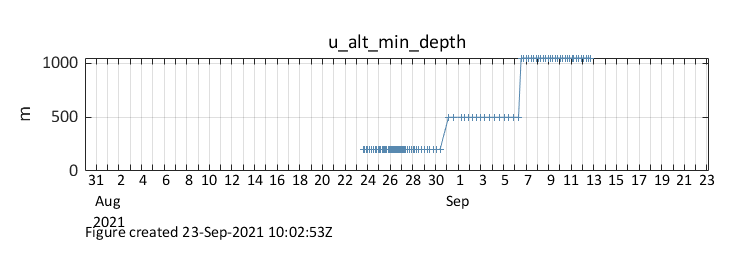 u_alt_min_depth
1000
500
0
m
31 2 4 6 8 10 12 14 16 18 20 22 24 26 28 30 1 3 5 7 9 11 13 15 17 19 21 23
Aug Sep
2021
Figure created 23-Sep-2021 10:02:53Z